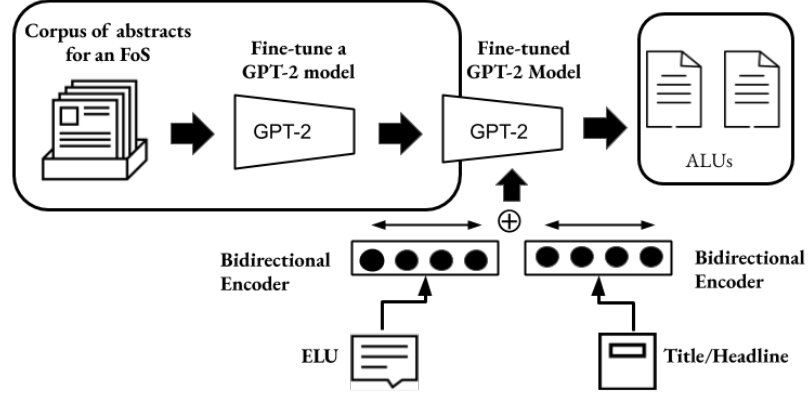 Corpus of abstracts
for an FoS
Fine-tune a
GPT-2 model
Fine-tuned
GPT-2 Model
GPT-2
GPT-2
ALUs
Bidirectional
Encoder
Bidirectional
Encoder
ELU
Title/Headline